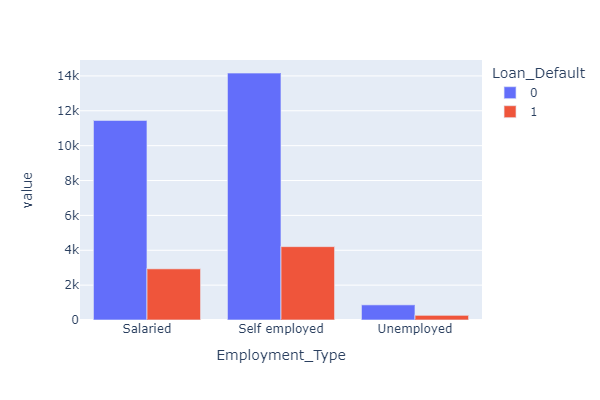 Loan_Default
0
1
14k
12k
10k
8k
6k
4k
2k
0
value
Salaried
Self employed
Unemployed
Employment_Type